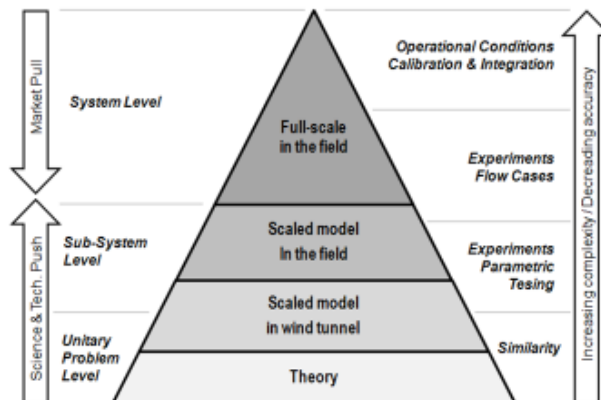 Market Pull
Science & Tech. Push
System Level
Sub-System
Level
Unitary
Problem
Level
Full-scale
in the field
Scaled model
In the field
Scaled model
in wind tunnel
Theory
Operational Conditions
Calibration & Integration
Experiments
Flow Cases
Experiments
Parametric
Tesing
Similarity
Increasing complexity / Decreading accuracy